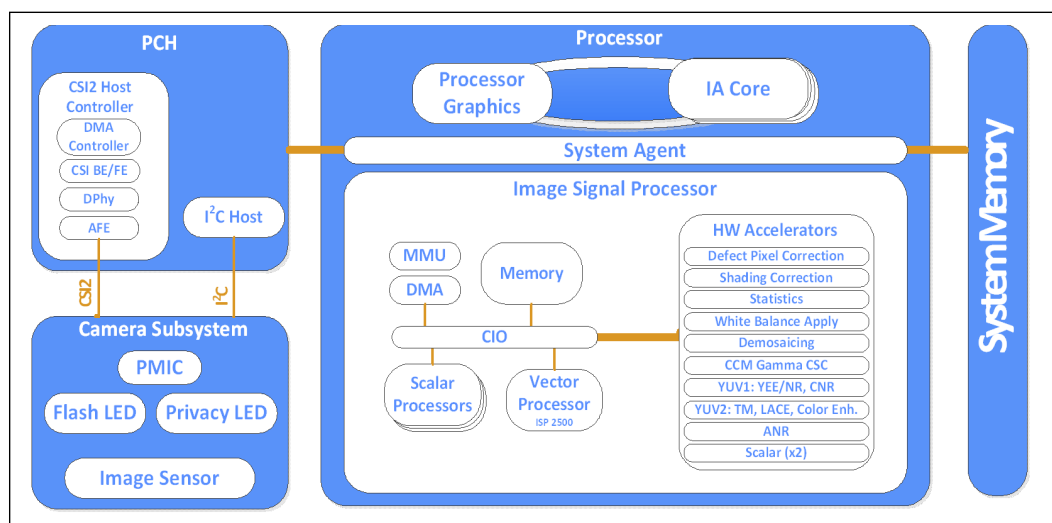 PCH
CSI2 Host
Controller
DMA
Controller
CSI BE/FE
DPhy
AFE
I²C Host
CSI2
I²C
Camera Subsystem
PMIC
Flash LED
Privacy LED
Image Sensor
Processor
Processor
Graphics
IA Core
System Agent
Image Signal Processor
MMU
DMA
Memory
CIO
Scalar
Processors
Vector
Processor
ISP 2500
HW Accelerators
Defect Pixel Correction
Shading Correction
Statistics
White Balance Apply
Demosaicing
CCM Gamma CSC
YUV1: YEE/NR, CNR
YUV2: TM, LACE, Color Enh.
ANR
Scalar (x2)
System Memory